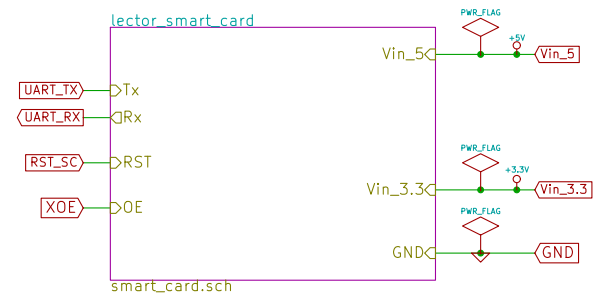 lector_smart_card
PWR_FLAG
+5V
Vin_5
Vin_5
UART_TX
Tx
UART_RX
Rx
PWR_FLAG
+3.3V
RST_SC
RST
Vin_3.3
Vin_3.3
XOE
OE
PWR_FLAG
GND
GND
smart_card.sch